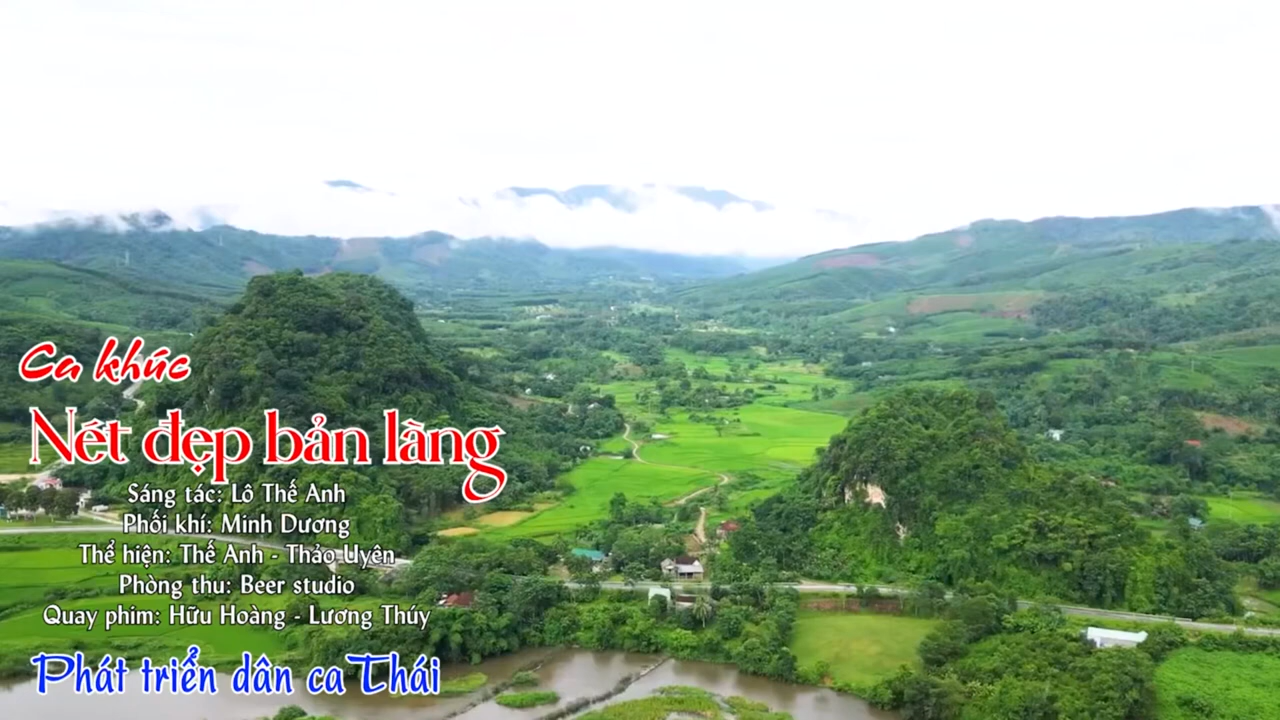 Ca khúc
Nét đẹp bản làng
Sáng tác: Lô Thế Anh
Phối khí: Minh Dương
Thể hiện: Thế Anh - Thảo Uyên
Phòng thu: Beer studio
Quay phim: Hữu Hoàng - Lương Thúy
Phát triển dân ca Thái